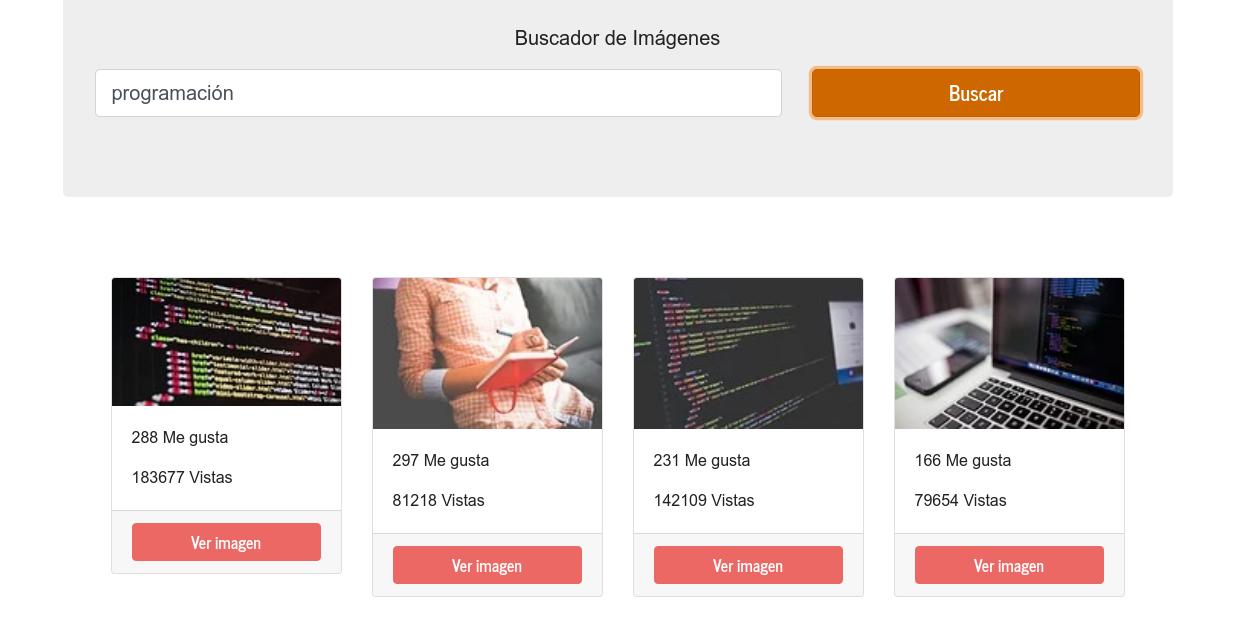 Buscador de Imágenes
programación
Buscar
288 Me gusta
183677 Vistas
Ver imagen
297 Me gusta
81218 Vistas
Ver imagen
231 Me gusta
142109 Vistas
Ver imagen
166 Me gusta
79654 Vistas
Ver imagen